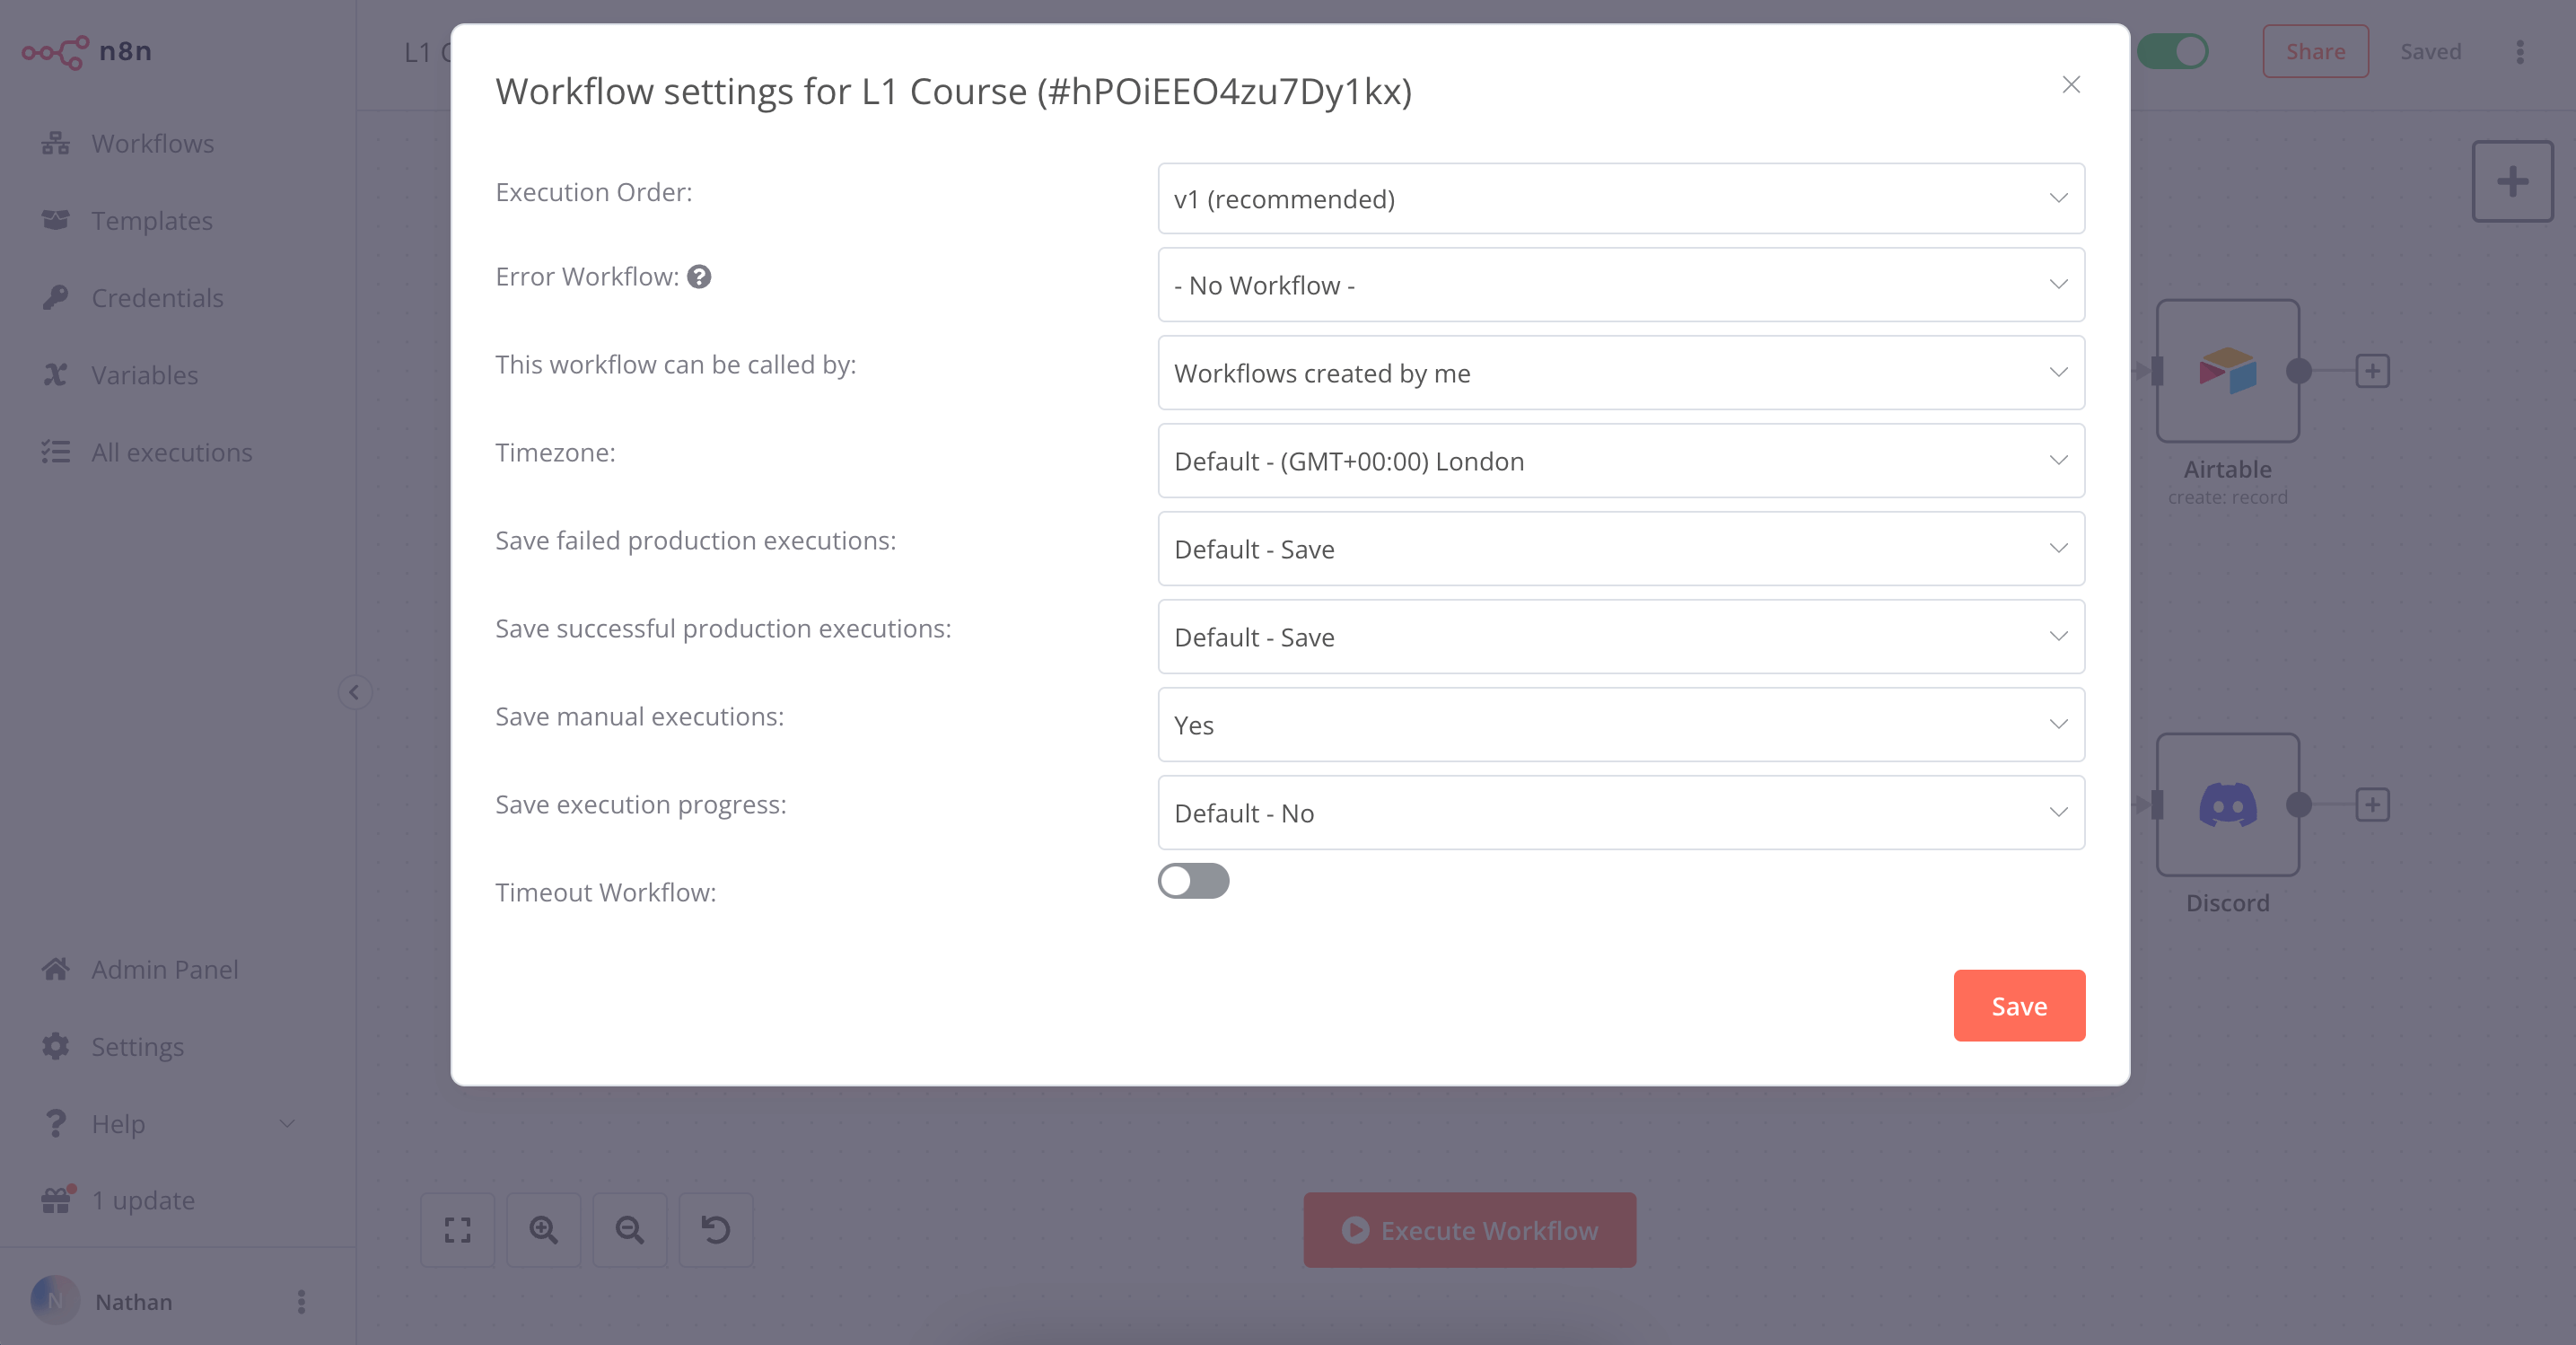 n8n
L1 C
Share
Saved
Workflows
Templates
Credentials
Variables
All executions
Admin Panel
Settings
Help
1 update
N
Nathan
Workflow settings for L1 Course (#hPOiEEO4zu7Dy1kx)
Execution Order:
v1 (recommended)
Error Workflow:
- No Workflow -
This workflow can be called by:
Workflows created by me
Timezone:
Default - (GMT+00:00) London
Save failed production executions:
Default - Save
Save successful production executions:
Default - Save
Save manual executions:
Yes
Save execution progress:
Default - No
Timeout Workflow:
Save
Airtable
create: record
Discord
Execute Workflow